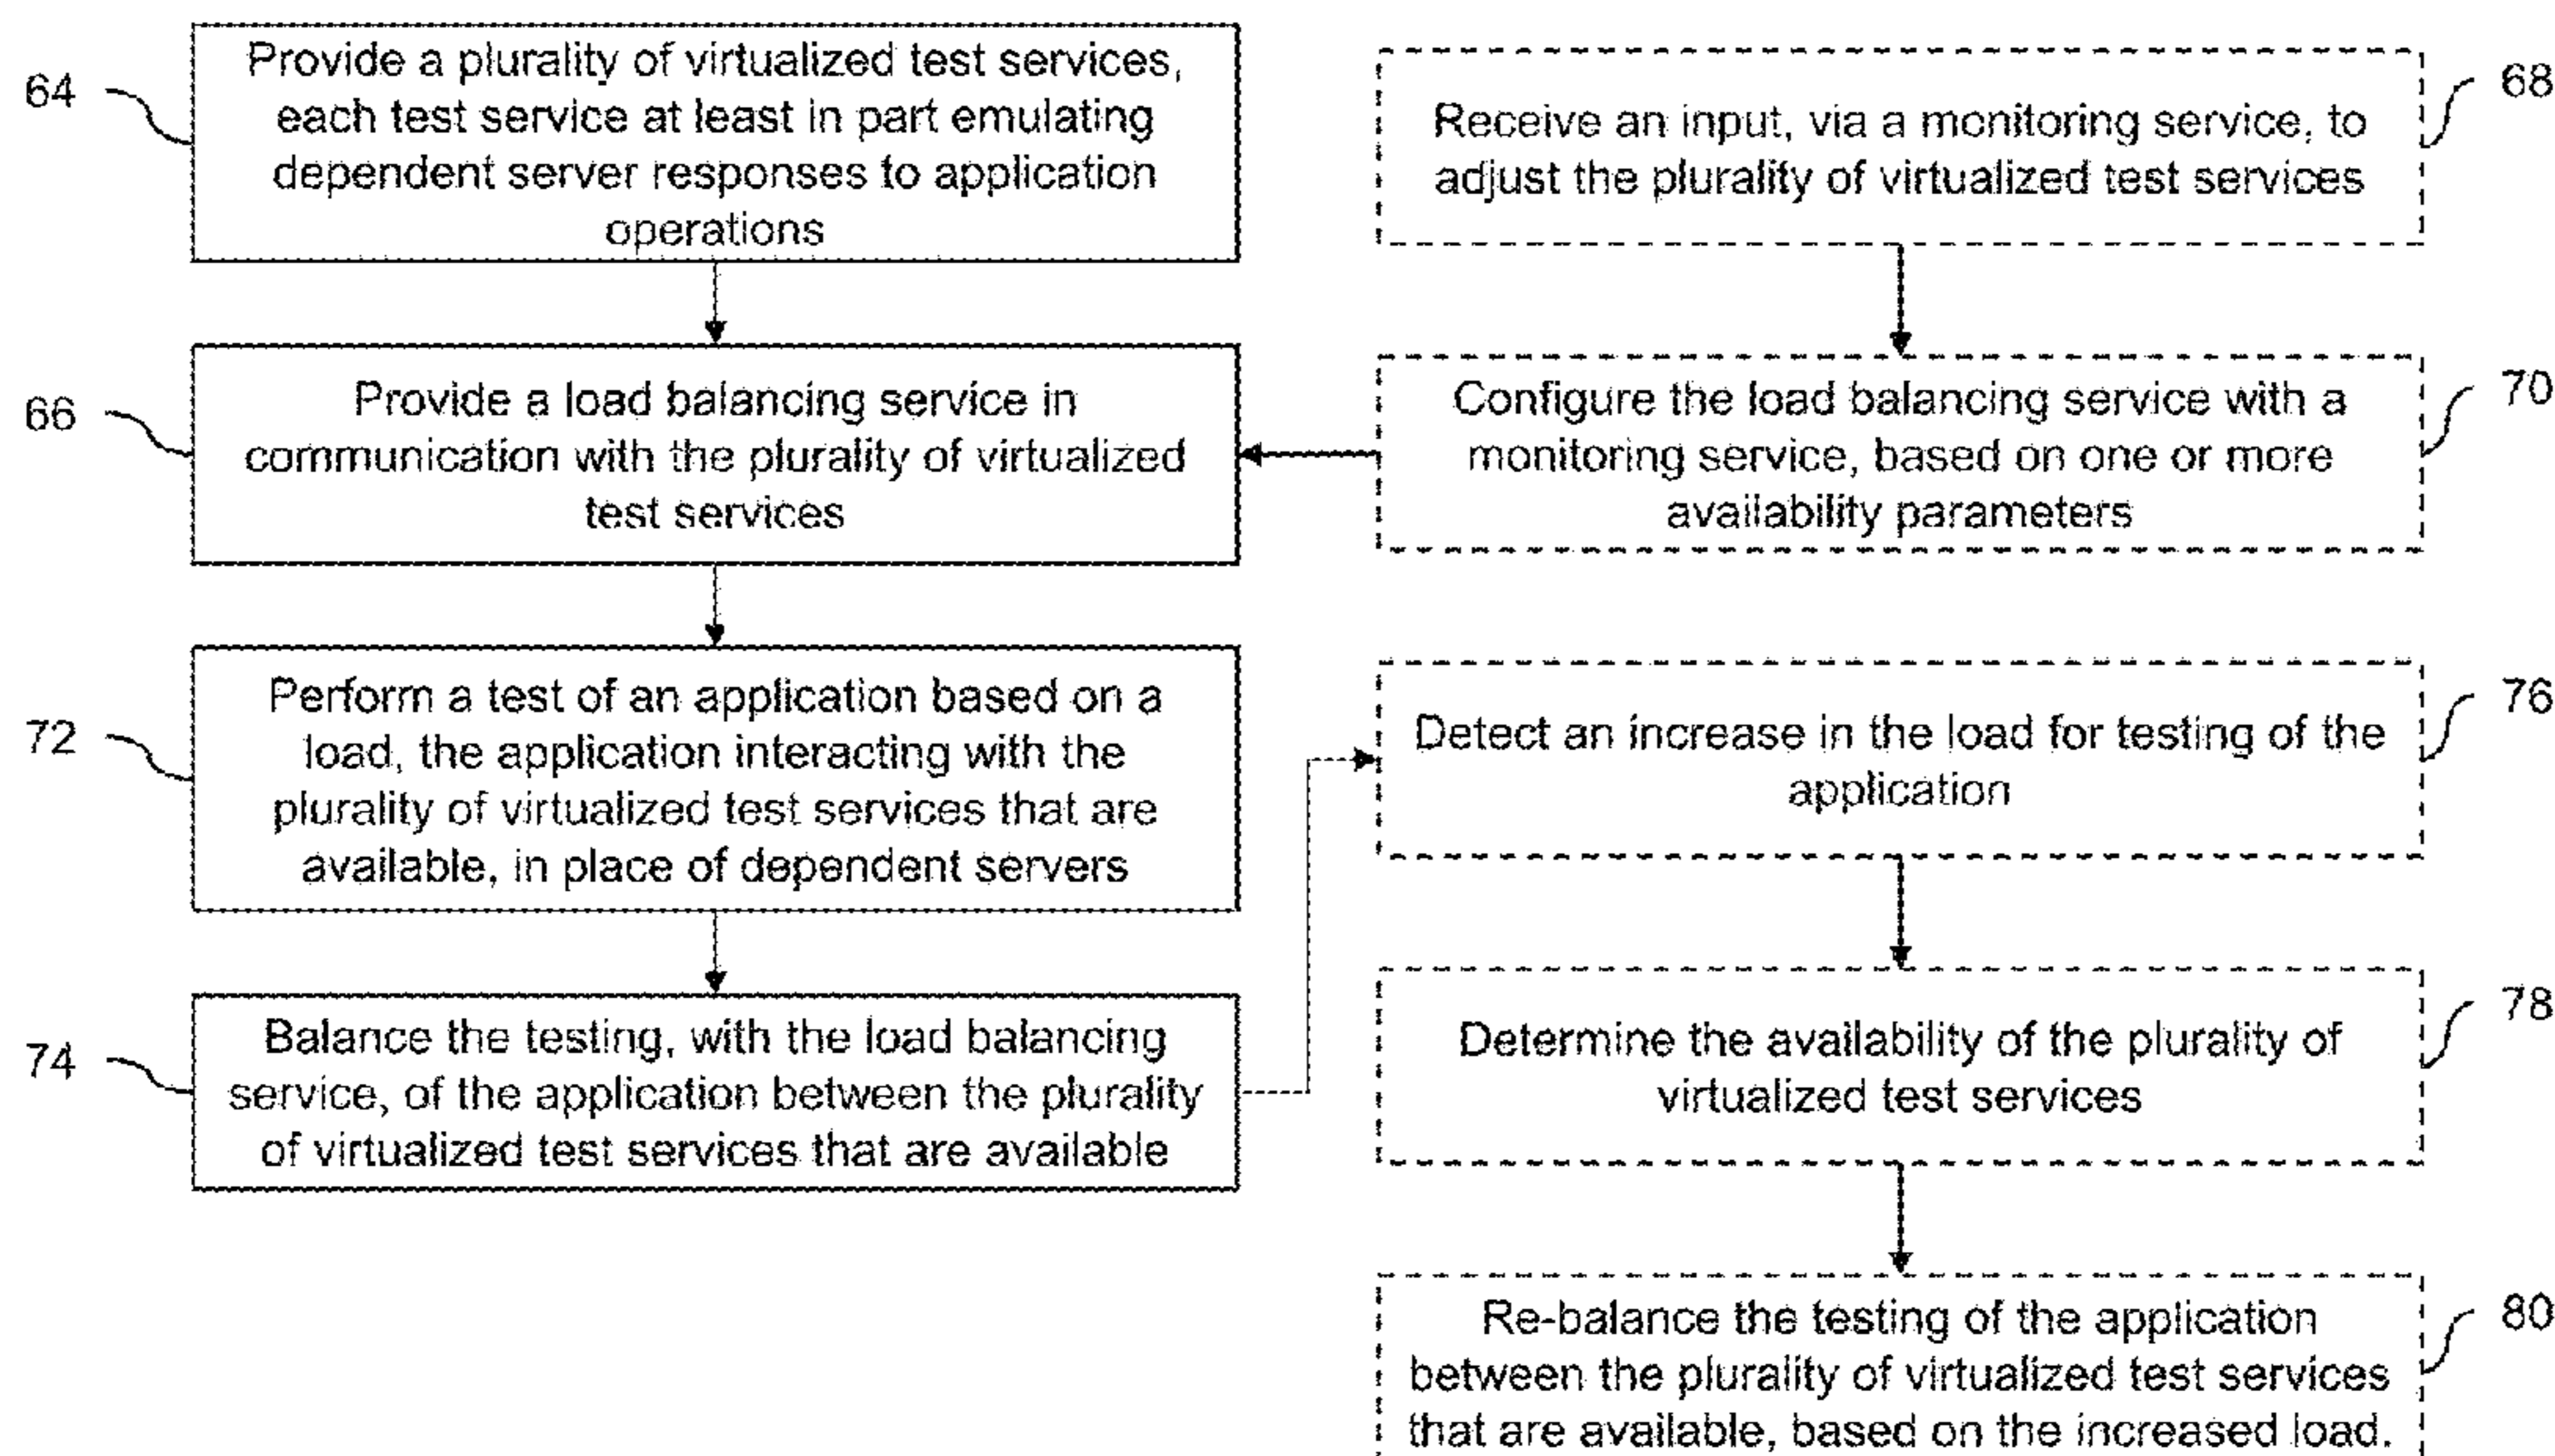 64
Provide a plurality of virtualized test services,
each test service at least in part emulating
dependent server responses to application
operations
66
Provide a load balancing service in
communication with the plurality of virtualized
test services
72
Perform a test of an application based on a
load, the application interacting with the
plurality of virtualized test services that are
available, in place of dependent servers
74
Balance the testing, with the load balancing
service, of the application between the plurality
of virtualized test services that are available
68
Receive an input, via a monitoring service, to
adjust the plurality of virtualized test services
70
Configure the load balancing service with a
monitoring service, based on one or more
availability parameters
76
Detect an increase in the load for testing of the
application
78
Determine the availability of the plurality of
virtualized test services
80
Re-balance the testing of the application
between the plurality of virtualized test services
that are available, based on the increased load.